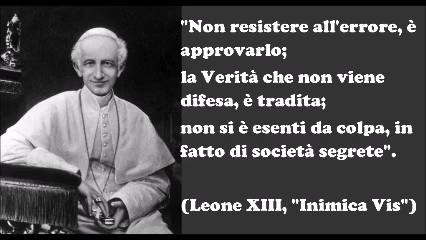 "Non resistere all'errore, è
approvarlo;
la Verità che non viene
difesa, è tradita;
non si è esenti da colpa, in
fatto di società segrete".
(Leone XIII, "Inimica Vis")